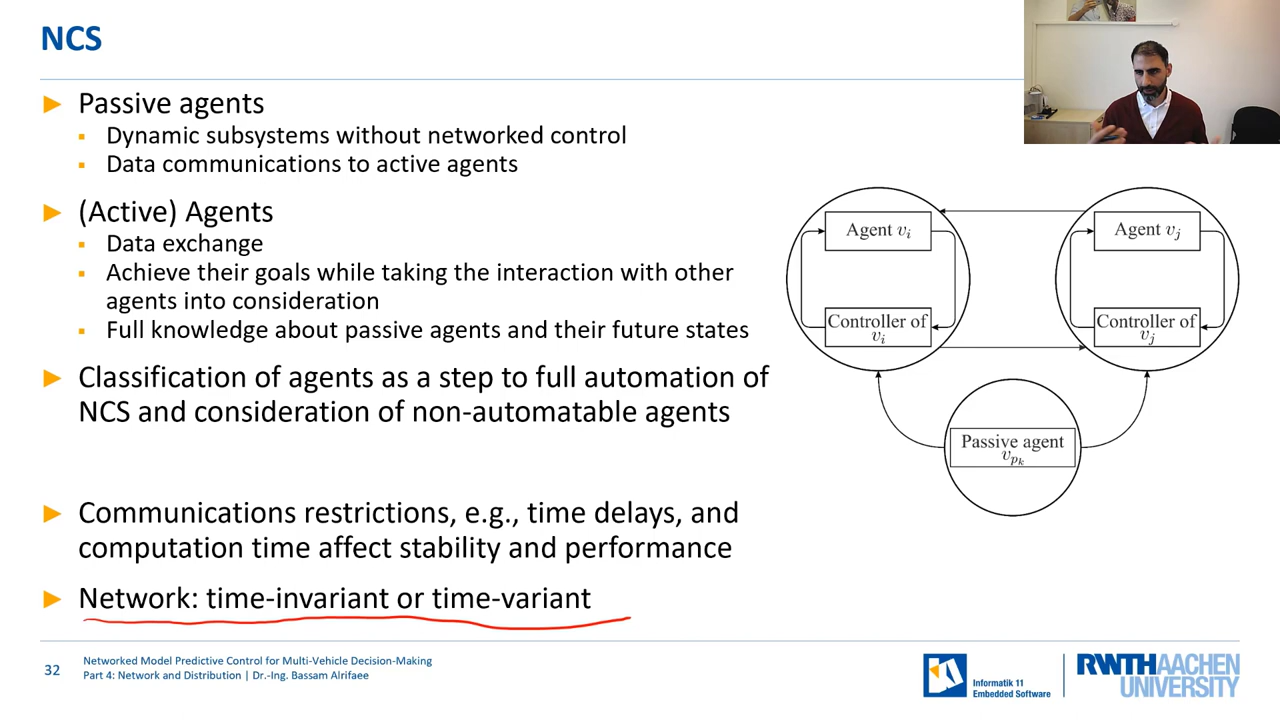 NCS
► Passive agents
▪ Dynamic subsystems without networked control
▪ Data communications to active agents
► (Active) Agents
▪ Data exchange
▪ Achieve their goals while taking the interaction with other
agents into consideration
▪ Full knowledge about passive agents and their future states
► Classification of agents as a step to full automation of
NCS and consideration of non-automatable agents
► Communications restrictions, e.g., time delays, and
computation time affect stability and performance
► Network: time-invariant or time-variant
Agent vᵢ
Controller of
vᵢ
Agent vⱼ
Controller of
vⱼ
Passive agent
v_{p_k}
32
Networked Model Predictive Control for Multi-Vehicle Decision-Making
Part 4: Network and Distribution | Dr.-Ing. Bassam Alrifaee
Informatik 11
Embedded Software
RWTH AACHEN
UNIVERSITY